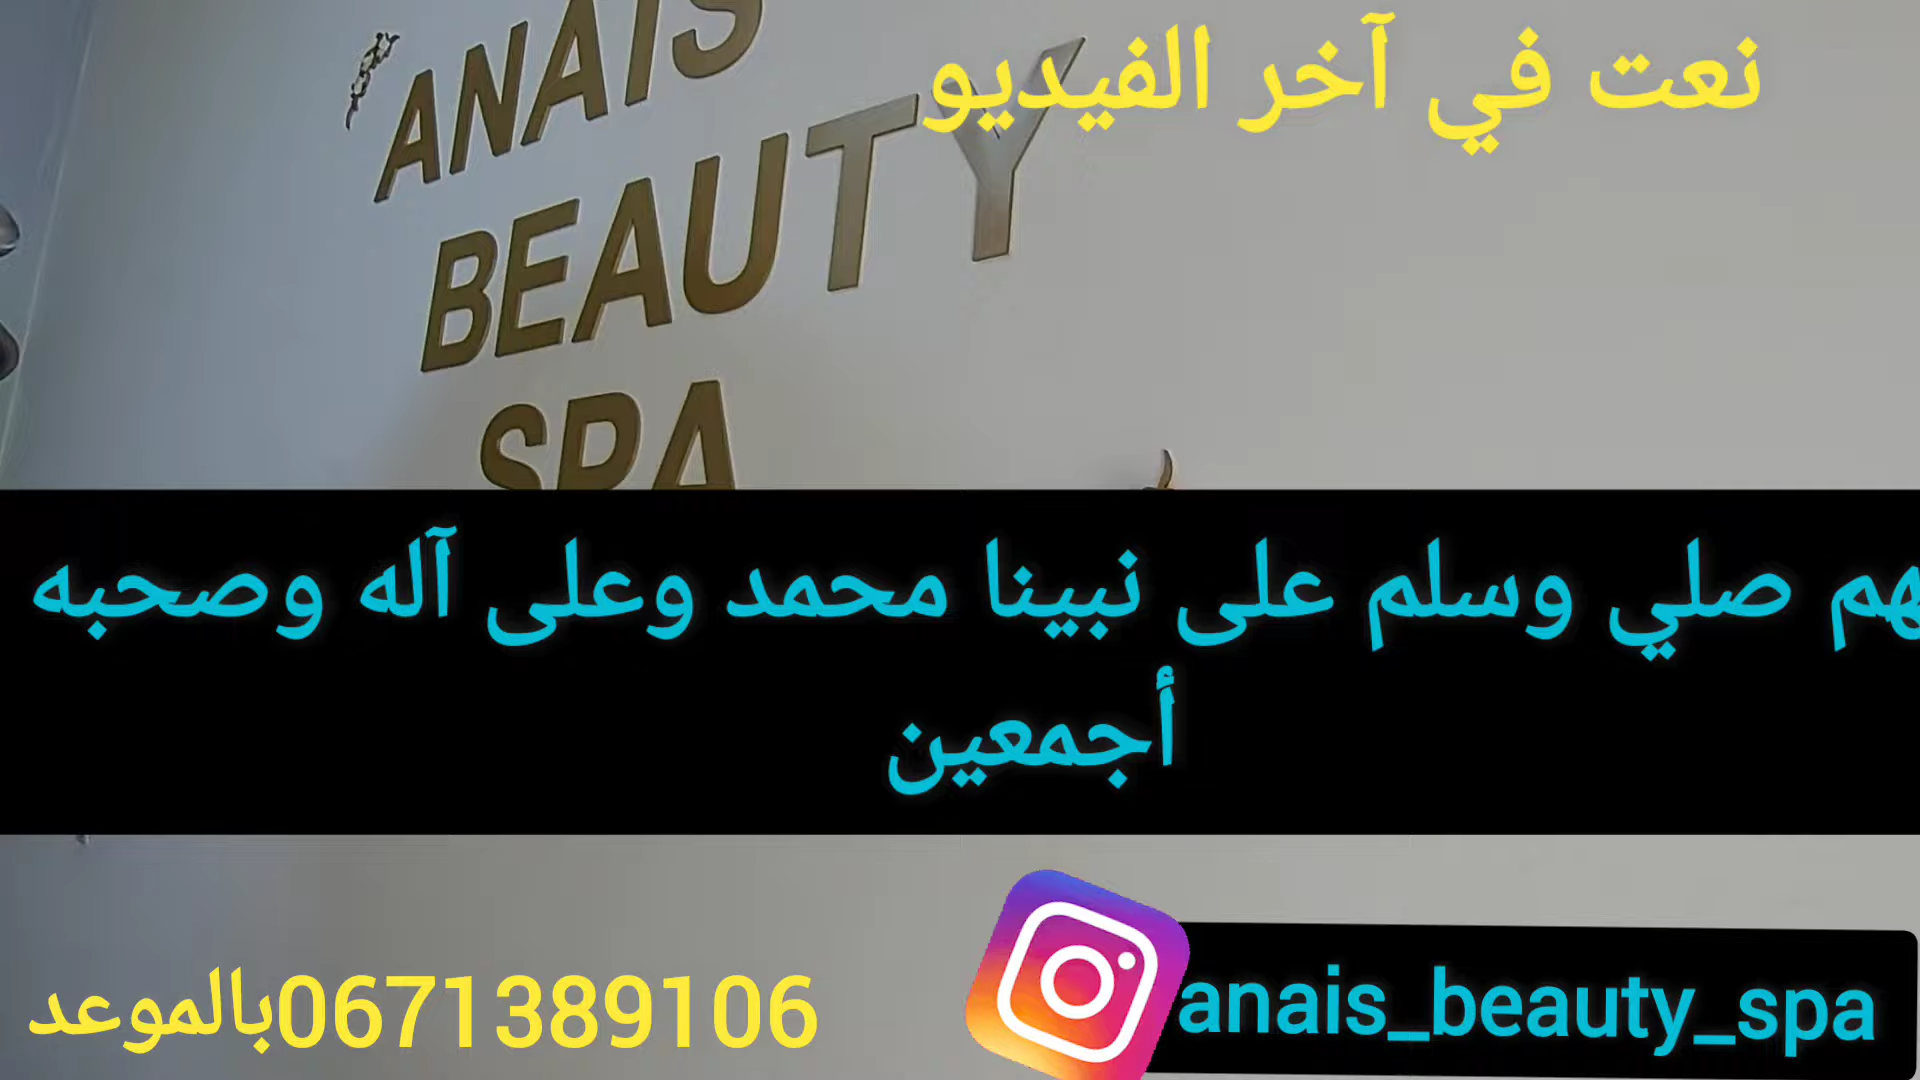 نعت في آخر الفيديو
ANAIS
BEAUTY
SPA
هم صلي وسلم على نبينا محمد وعلى آله وصحبه
أجمعين
0671389106بالموعد
anais_beauty_spa